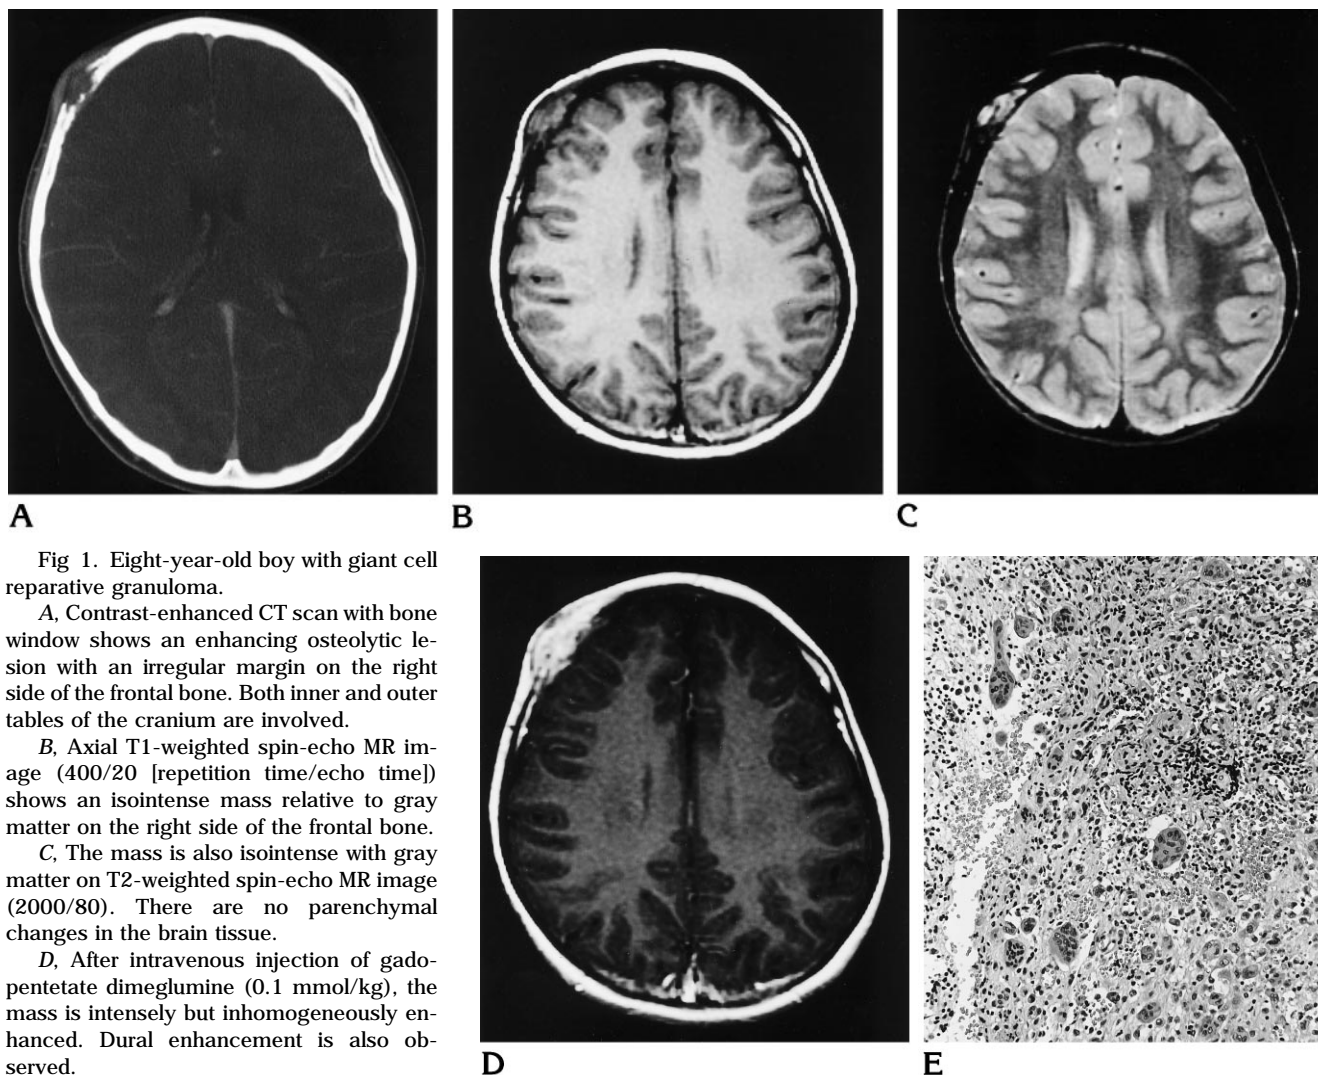 A
B
C
Fig 1. Eight-year-old boy with giant cell
reparative granuloma.
A, Contrast-enhanced CT scan with bone
window shows an enhancing osteolytic le-
sion with an irregular margin on the right
side of the frontal bone. Both inner and outer
tables of the cranium are involved.
B, Axial T1-weighted spin-echo MR im-
age (400/20 [repetition time/echo time])
shows an isointense mass relative to gray
matter on the right side of the frontal bone.
C, The mass is also isointense with gray
matter on T2-weighted spin-echo MR image
(2000/80). There are no parenchymal
changes in the brain tissue.
D, After intravenous injection of gado-
pentetate dimeglumine (0.1 mmol/kg), the
mass is intensely but inhomogeneously en-
hanced. Dural enhancement is also ob-
served.
D
E